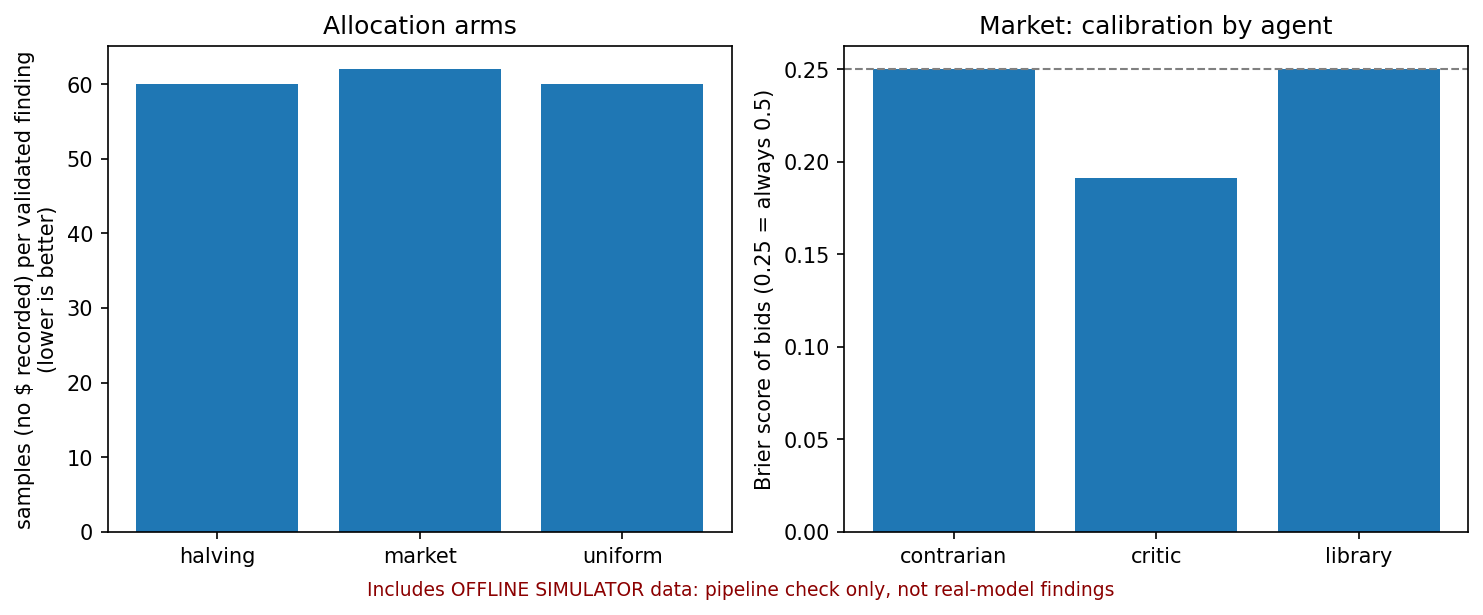 Allocation arms
samples (no $ recorded) per validated finding
(lower is better)
60
50
40
30
20
10
0
halving
market
uniform
Market: calibration by agent
Brier score of bids (0.25 = always 0.5)
0.25
0.20
0.15
0.10
0.05
0.00
contrarian
critic
library
Includes OFFLINE SIMULATOR data: pipeline check only, not real-model findings